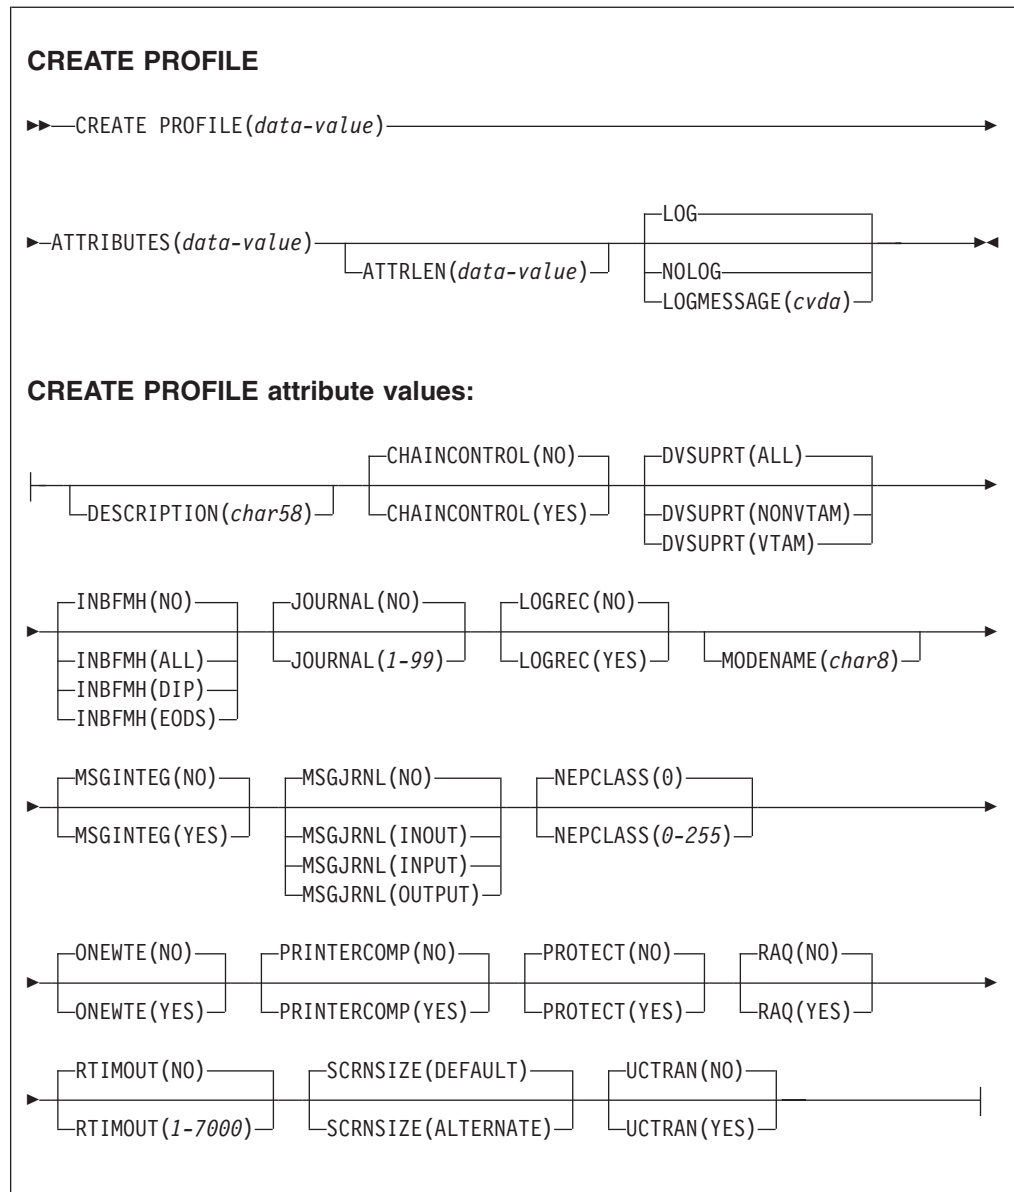 CREATE PROFILE
CREATE PROFILE(data-value)
LOG
ATTRIBUTES(data-value)
ATTRLEN(data-value)
NOLOG
LOGMESSAGE(cvda)
CREATE PROFILE attribute values:
CHAINCONTROL(NO) DVSUPRT(ALL)
DESCRIPTION(char58) CHAINCONTROL(YES) DVSUPRT(NONVTAM)
DVSUPRT(VTAM)
INBFMH(NO) JOURNAL(NO) LOGREC(NO)
INBFMH(ALL) JOURNAL(1-99) LOGREC(YES) MODENAME(char8)
INBFMH(DIP)
INBFMH(EODS)
MSGINTEG(NO) MSGJRNL(NO) NEPCLASS(0)
MSGINTEG(YES) MSGJRNL(INOUT) NEPCLASS(0-255)
MSGJRNL(INPUT)
MSGJRNL(OUTPUT)
ONEWTE(NO) PRINTERCOMP(NO) PROTECT(NO) RAQ(NO)
ONEWTE(YES) PRINTERCOMP(YES) PROTECT(YES) RAQ(YES)
RTIMOUT(NO) SCRNSIZE(DEFAULT) UCTRAN(NO)
RTIMOUT(1-7000) SCRNSIZE(ALTERNATE) UCTRAN(YES)